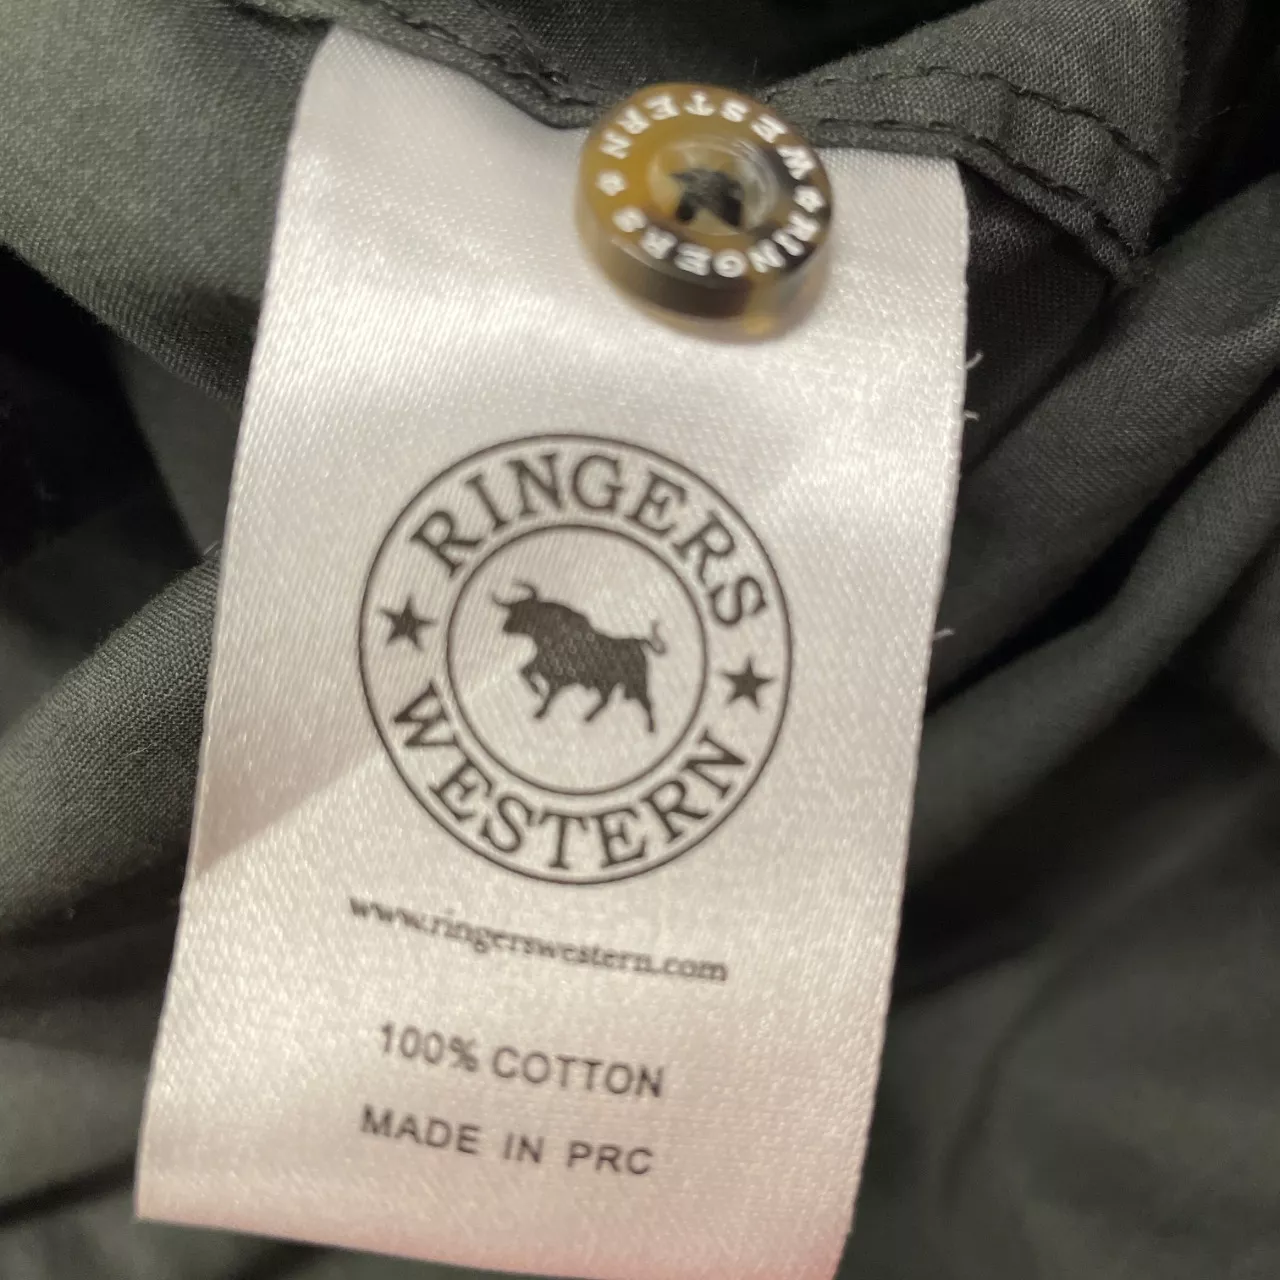 RINGERS WESTERN
RINGERS
WESTERN
www.ringerswestern.com
100% COTTON
MADE IN PRC